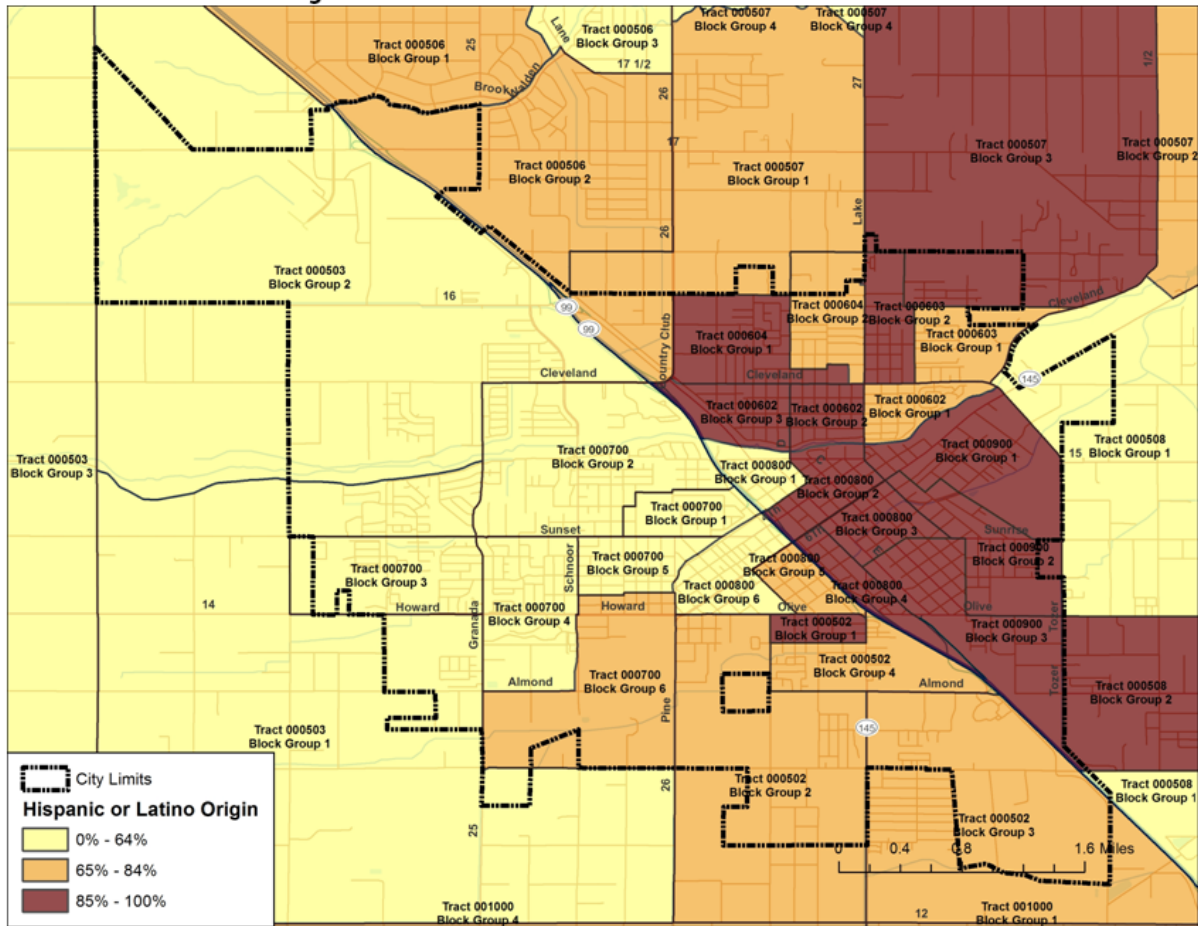 Tract 000506
Block Group 1
25
Lane
Tract 000506
Block Group 3
17 1/2
Tract 000507
Block Group 4
Tract 000507
Block Group 4
27
1/2
Brook
Walden
26
17
Tract 000506
Block Group 2
Tract 000507
Block Group 1
Tract 000507
Block Group 3
Tract 000507
Block Group 2
Lake
26
Tract 000503
Block Group 2
16
99
99
Country Club
Tract 000604
Block Group 1
Tract 000604
Block Group 2
Tract 000603
Block Group 2
Tract 000603
Block Group 1
Cleveland
Cleveland
Cleveland
145
Tract 000602
Block Group 3
Tract 000602
Block Group 2
Tract 000602
Block Group 1
D
C
Tract 000503
Block Group 3
Tract 000700
Block Group 2
Tract 000800
Block Group 1
Tract 000800
Block Group 2
Tract 000900
Block Group 1
15
Tract 000508
Block Group 1
Tract 000700
Block Group 1
Tract 000800
Block Group 3
Sunset
Sunrise
Schnoor
E
Tract 000700
Block Group 3
Tract 000700
Block Group 5
Tract 000800
Block Group 5
Tract 000800
Block Group 6
Tract 000800
Block Group 4
Tract 000900
Block Group 2
14
Howard
Granada
Tract 000700
Block Group 4
Howard
Olive
Olive
Tozer
Tract 000502
Block Group 1
Tract 000900
Block Group 3
Almond
Tract 000700
Block Group 6
Pine
Tract 000502
Block Group 4
Almond
Tozer
Tract 000508
Block Group 2
Tract 000503
Block Group 1
145
26
Tract 000502
Block Group 2
Tract 000508
Block Group 1
25
Tract 000502
Block Group 3
0 0.4 0.8 1.6 Miles
Tract 001000
Block Group 4
12
Tract 001000
Block Group 1
City Limits
Hispanic or Latino Origin
0% - 64%
65% - 84%
85% - 100%